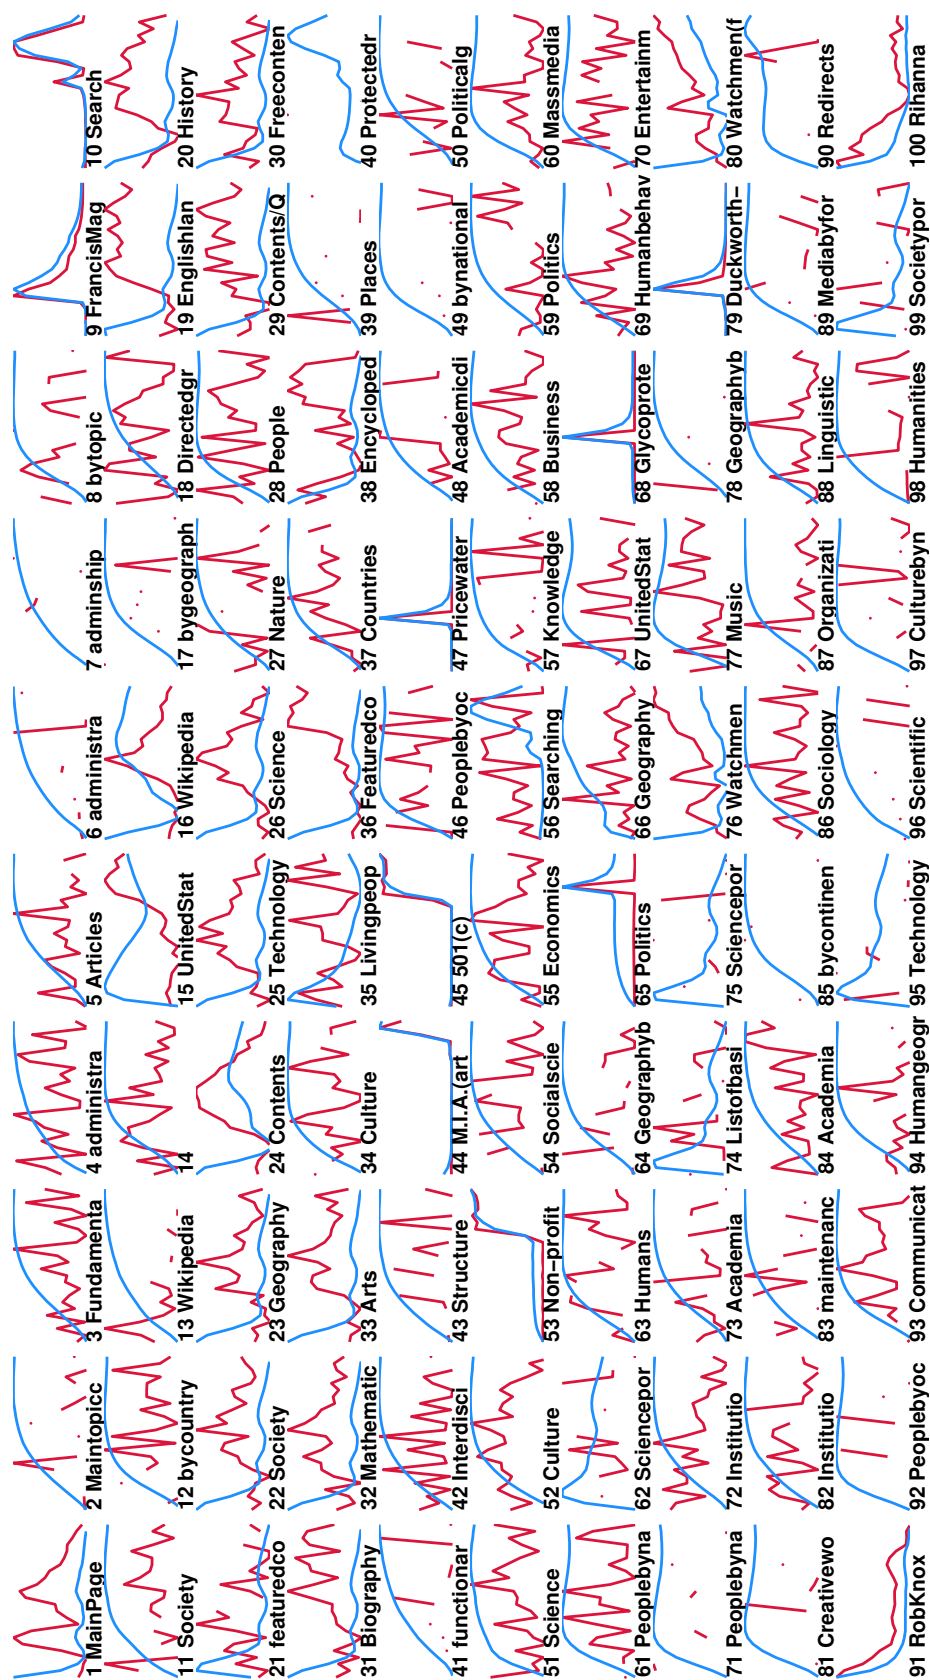 1 MainPage
2 Maintopicc
3 Fundamenta
4 administra
5 Articles
6 administra
7 adminship
8 bytopic
9 FrancisMag
10 Search
11 Society
12 bycountry
13 Wikipedia
14
15 UnitedStat
16 Wikipedia
17 bygeograph
18 Directedgr
19 Englishlan
20 History
21 featuredco
22 Society
23 Geography
24 Contents
25 Technology
26 Science
27 Nature
28 People
29 Contents/Q
30 Freeconten
31 Biography
32 Mathematic
33 Arts
34 Culture
35 Livingpeop
36 Featuredco
37 Countries
38 Encycloped
39 Places
40 Protectedr
41 functionar
42 Interdisci
43 Structure
44 M.I.A.(art
45 501(c)
46 Peoplebyoc
47 Pricewater
48 Academicdi
49 bynational
50 Politicalg
51 Science
52 Culture
53 Non−profit
54 Socialscie
55 Economics
56 Searching
57 Knowledge
58 Business
59 Politics
60 Massmedia
61 Peoplebyna
62 Sciencepor
63 Humans
64 Geographyb
65 Politics
66 Geography
67 UnitedStat
68 Glycoprote
69 Humanbehav
70 Entertainm
71 Peoplebyna
72 Institutio
73 Academia
74 Listofbasi
75 Sciencepor
76 Watchmen
77 Music
78 Geographyb
79 Duckworth−
80 Watchmen(f
81 Creativewo
82 Institutio
83 maintenanc
84 Academia
85 bycontinen
86 Sociology
87 Organizati
88 Linguistic
89 Mediabyfor
90 Redirects
91 RobKnox
92 Peoplebyoc
93 Communicat
94 Humangeogr
95 Technology
96 Scientific
97 Culturebyn
98 Humanities
99 Societypor
100 Rihanna